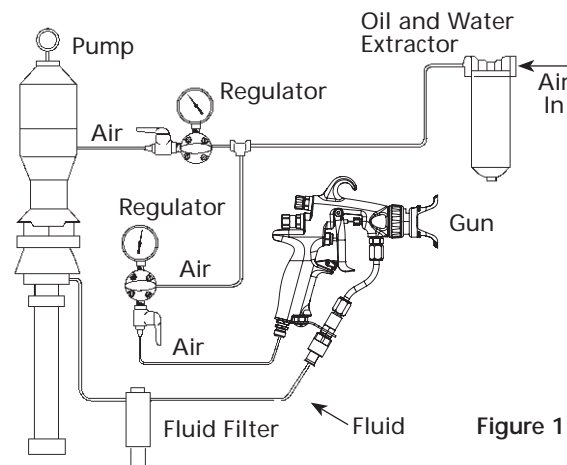 Pump
Oil and Water
Extractor
Air
In
Regulator
Air
Regulator
Gun
Air
Air
Fluid Filter
Fluid
Figure 1